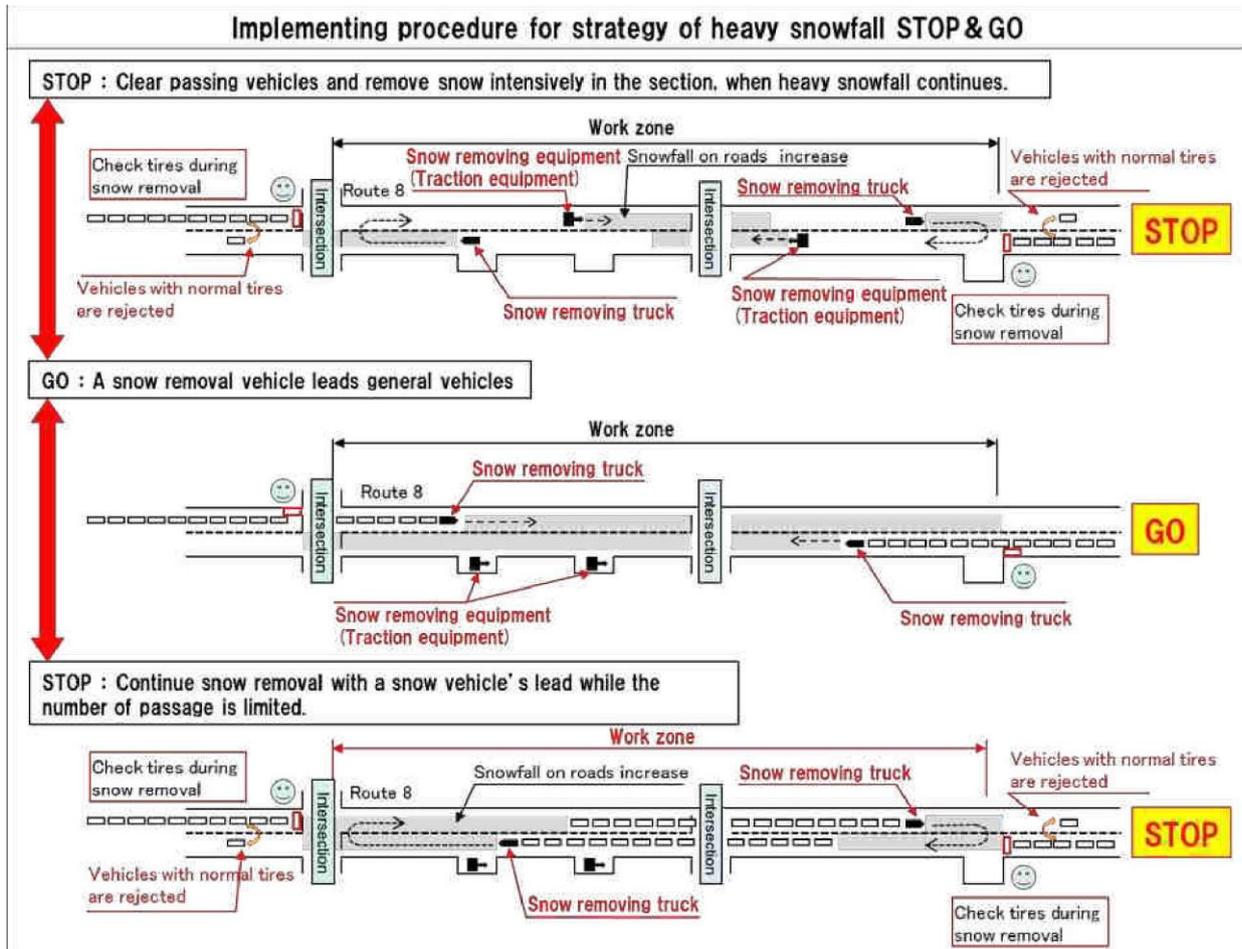 Implementing procedure for strategy of heavy snowfall STOP & GO
STOP : Clear passing vehicles and remove snow intensively in the section, when heavy snowfall continues.
Work zone
Check tires during
snow removal
Snow removing equipment
(Traction equipment)
Snowfall on roads increase
Vehicles with normal tires
are rejected
Route 8
Snow removing truck
Intersection
Intersection
STOP
Vehicles with normal tires
are rejected
Snow removing truck
Snow removing equipment
(Traction equipment)
Check tires during
snow removal
GO : A snow removal vehicle leads general vehicles
Work zone
Snow removing truck
Route 8
Intersection
Intersection
GO
Snow removing equipment
(Traction equipment)
Snow removing truck
STOP : Continue snow removal with a snow vehicle's lead while the
number of passage is limited.
Work zone
Check tires during
snow removal
Snowfall on roads increase
Snow removing truck
Vehicles with normal tires
are rejected
Route 8
Intersection
Intersection
STOP
Vehicles with normal tires
are rejected
Snow removing truck
Check tires during
snow removal